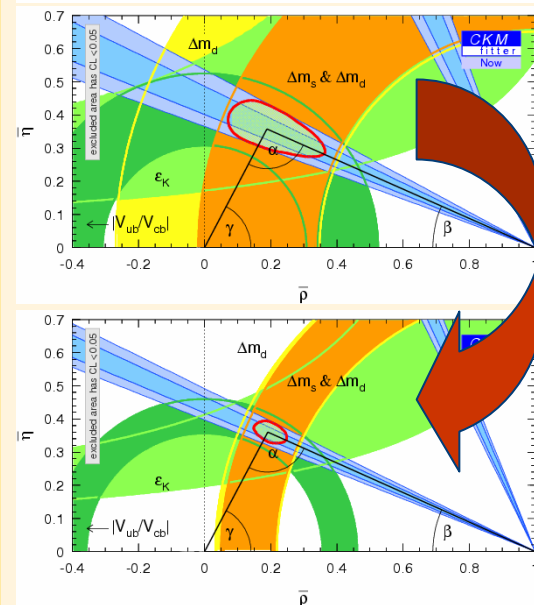 0.7
0.6
0.5
0.4
0.3
0.2
0.1
0
η
excluded area has CL < 0.05
Δm_d
Δm_s & Δm_d
CKM
fitter
Now
ε_K
|V_ub/V_cb|
α
γ
β
-0.4 -0.2 0 0.2 0.4 0.6 0.8 1
ρ
0.7
0.6
0.5
0.4
0.3
0.2
0.1
0
η
excluded area has CL < 0.05
Δm_d
Δm_s & Δm_d
C
ε_K
|V_ub/V_cb|
α
γ
β
-0.4 -0.2 0 0.2 0.4 0.6 0.8
ρ